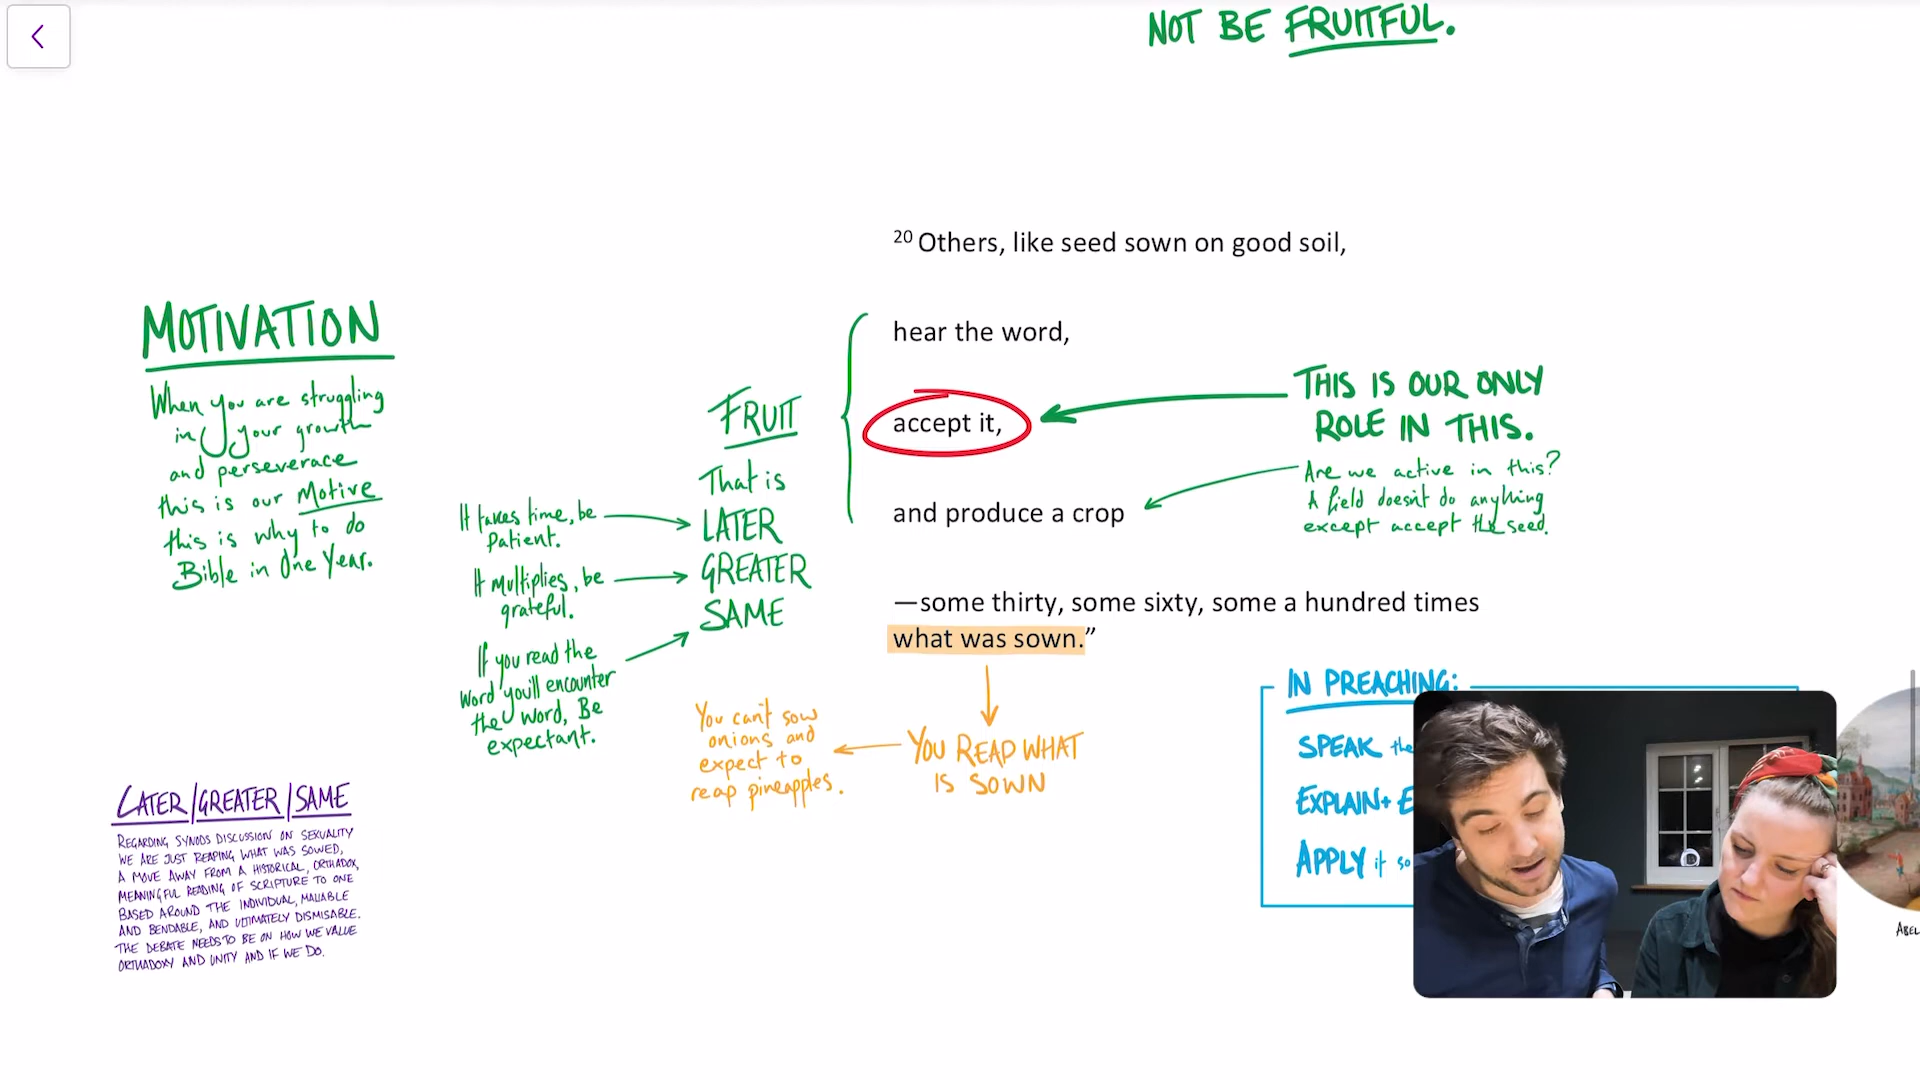 NOT BE FRUITFUL.
20 Others, like seed sown on good soil,
MOTIVATION
When you are struggling
in your growth
and perseverace
this is our Motive
this is why to do
Bible in One Year.
hear the word,
accept it,
and produce a crop
FRUIT
That is
LATER
GREATER
SAME
It takes time, be
Patient.
It multiplies, be
grateful.
If you read the
Word you'll encounter
the Word, Be
expectant.
THIS IS OUR ONLY
ROLE IN THIS.
Are we active in this?
A field doesn't do anything
except accept the seed.
—some thirty, some sixty, some a hundred times
what was sown.”
YOU REAP WHAT
IS SOWN
You can't sow
onions and
expect to
reap pineapples.
IN PREACHING:
SPEAK the
EXPLAIN + E
APPLY it so
LATER/GREATER/SAME
REGARDING SYNODS DISCUSSION ON SEXUALITY
WE ARE JUST REAPING WHAT WAS SOWED,
A MOVE AWAY FROM A HISTORICAL, ORTHADOX,
MEANINGFUL READING OF SCRIPTURE TO ONE
BASED AROUND THE INDIVIDUAL, MALIABLE
AND BENDABLE, AND ULTIMATELY DISMISABLE.
THE DEBATE NEEDS TO BE ON HOW WE VALUE
ORTHADOXY AND UNITY AND IF WE DO.
ABEL